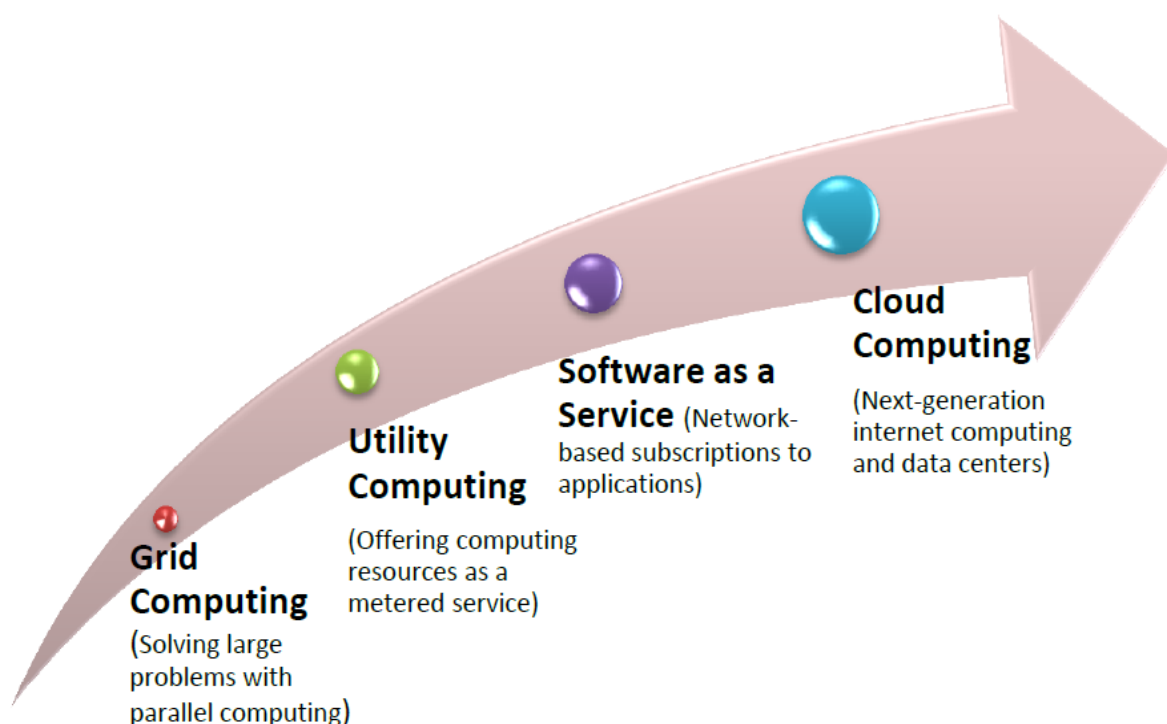 Grid
Computing
(Solving large
problems with
parallel computing)
Utility
Computing
(Offering computing
resources as a
metered service)
Software as a
Service (Network-
based subscriptions to
applications)
Cloud
Computing
(Next-generation
internet computing
and data centers)